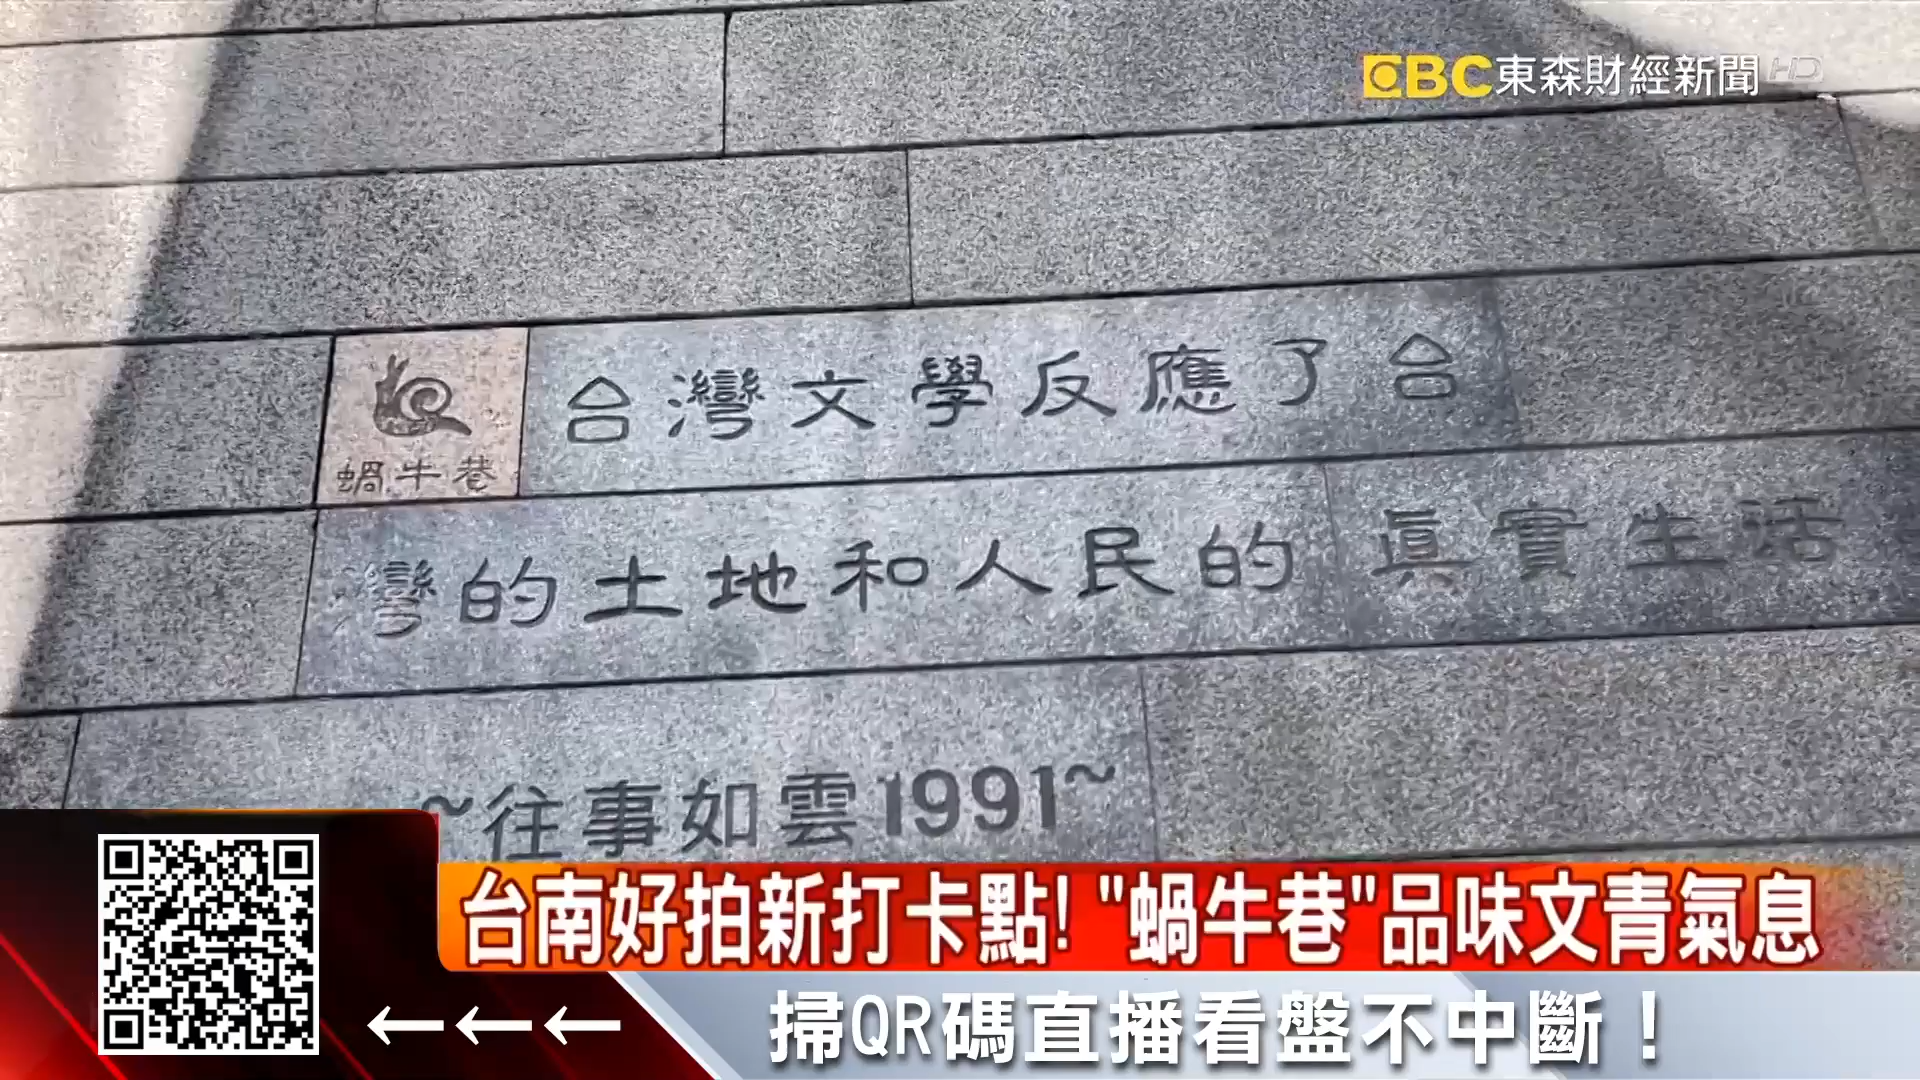 EBC東森財經新聞HD
台灣文學反應了台
蝸牛巷
灣的土地和人民的真實生活
~往事如雲1991~
台南好拍新打卡點!"蝸牛巷"品味文青氣息
←←← 掃QR碼直播看盤不中斷!